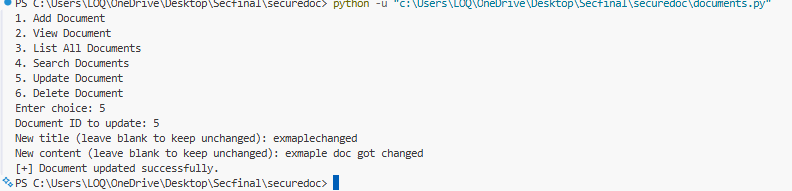 PS C:\Users\LOQ\OneDrive\Desktop\Secfinal\securedoc> python -u "c:\Users\LOQ\OneDrive\Desktop\Secfinal\securedoc\documents.py"
1. Add Document
2. View Document
3. List All Documents
4. Search Documents
5. Update Document
6. Delete Document
Enter choice: 5
Document ID to update: 5
New title (leave blank to keep unchanged): exmaplechanged
New content (leave blank to keep unchanged): exmaple doc got changed
[+] Document updated successfully.
PS C:\Users\LOQ\OneDrive\Desktop\Secfinal\securedoc>